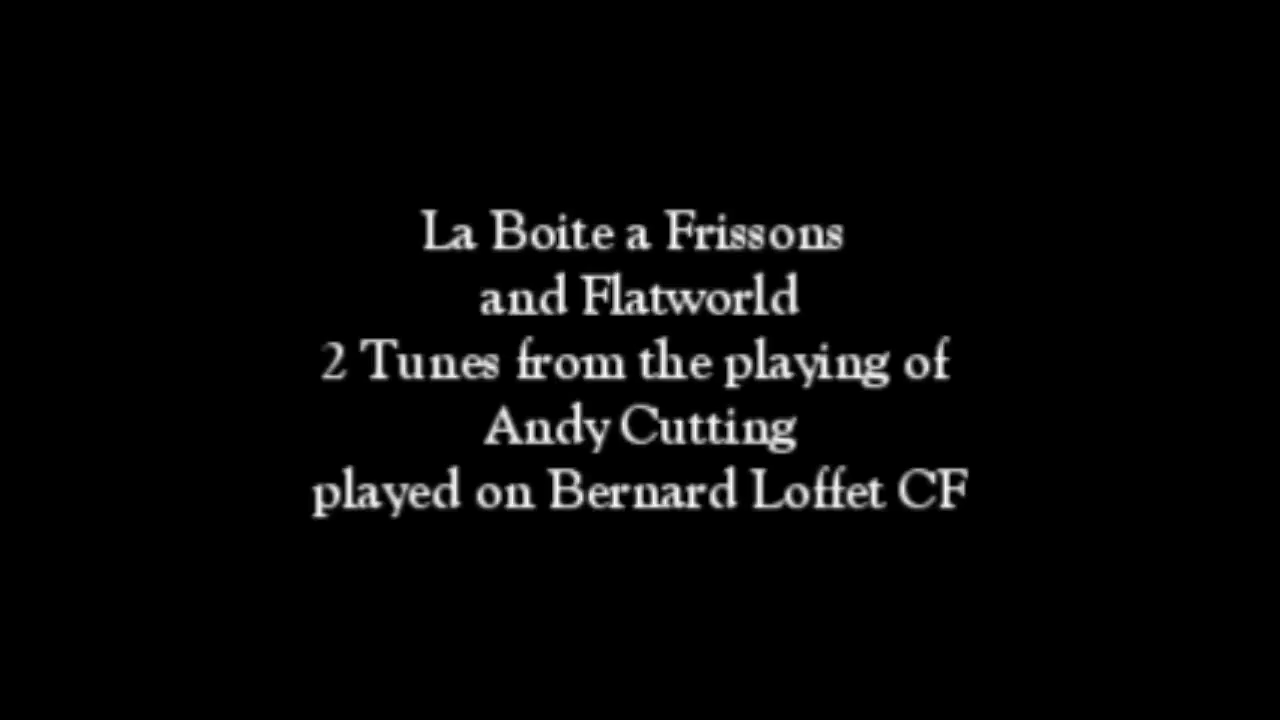 La Boite a Frissons
and Flatworld
2 Tunes from the playing of
Andy Cutting
played on Bernard Loffet CF